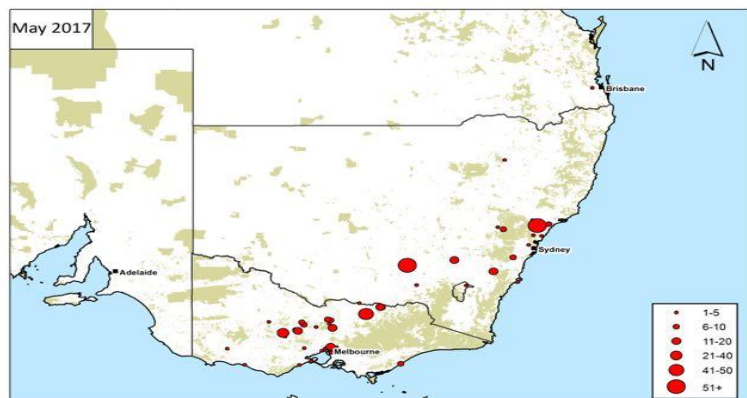 May 2017
N
Brisbane
Sydney
Adelaide
Melbourne
1-5
6-10
11-20
21-40
41-50
51+